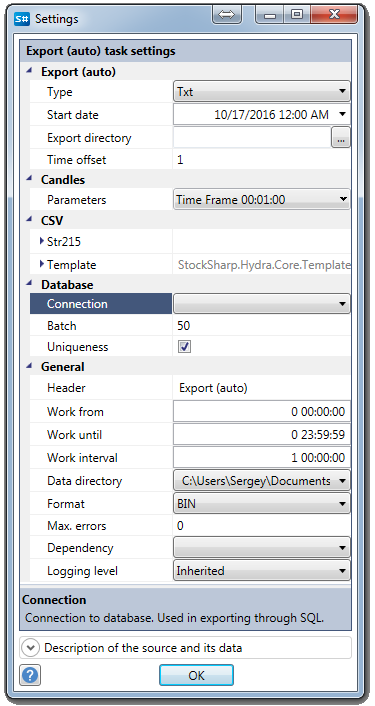 S# Settings
Export (auto) task settings
Export (auto)
Type Txt
Start date 10/17/2016 12:00 AM
Export directory ...
Time offset 1
Candles
Parameters Time Frame 00:01:00
CSV
Str215
Template StockSharp.Hydra.Core.Template
Database
Connection
Batch 50
Uniqueness
General
Header Export (auto)
Work from 0 00:00:00
Work until 0 23:59:59
Work interval 1 00:00:00
Data directory C:\Users\Sergey\Documents
Format BIN
Max. errors 0
Dependency
Logging level Inherited
Connection
Connection to database. Used in exporting through SQL.
Description of the source and its data
? OK